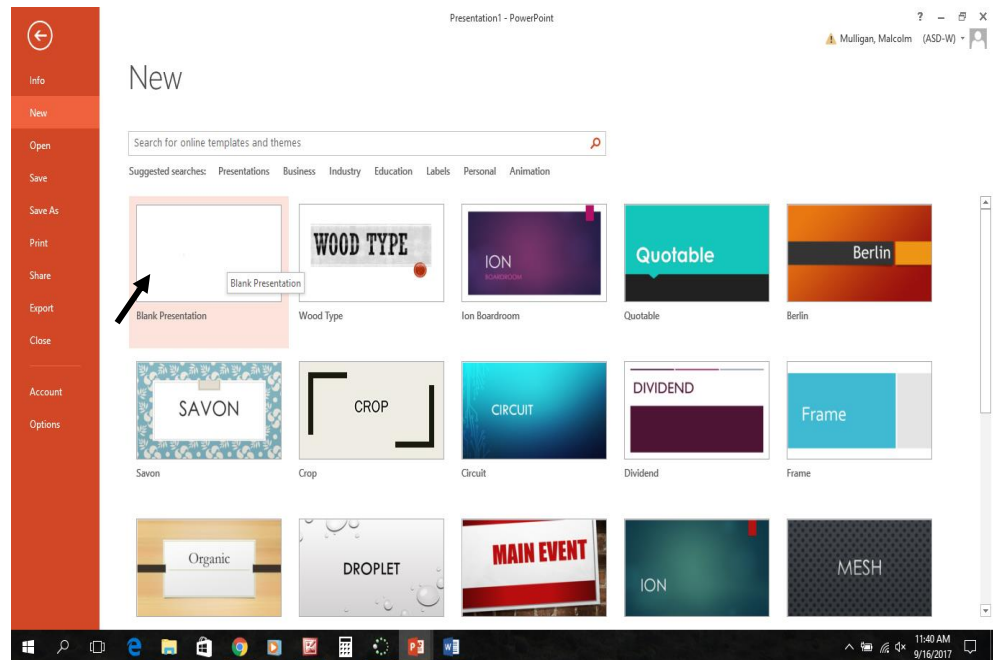 Presentation1 - PowerPoint
?
Mulligan, Malcolm (ASD-W)
Info
New
Open
Save
Save As
Print
Share
Export
Close
Account
Options
New
Search for online templates and themes
Suggested searches: Presentations Business Industry Education Labels Personal Animation
WOOD TYPE
ION
BOARDROOM
Quotable
Berlin
Blank Presentation
Blank Presentation
Wood Type
Ion Boardroom
Quotable
Berlin
SAVON
CROP
CIRCUIT
DIVIDEND
Frame
Savon
Crop
Circuit
Dividend
Frame
Organic
DROPLET
MAIN EVENT
ION
MESH
11:40 AM
9/16/2017